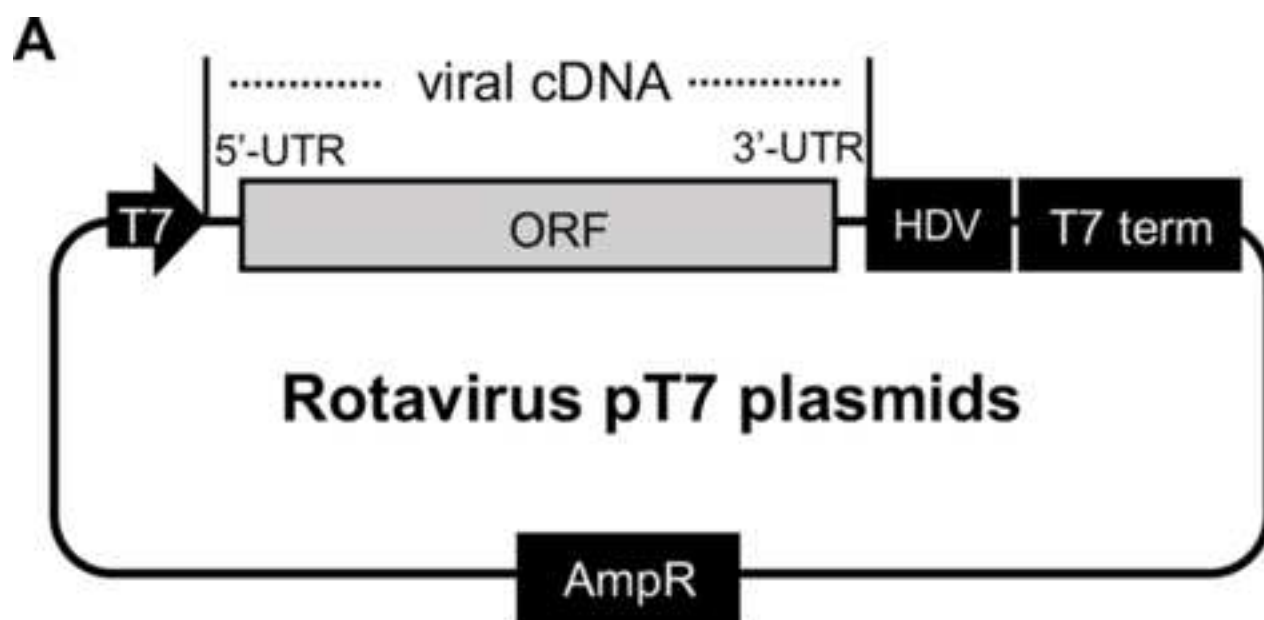 A
viral cDNA
5'-UTR 3'-UTR
T7 ORF HDV T7 term
Rotavirus pT7 plasmids
AmpR